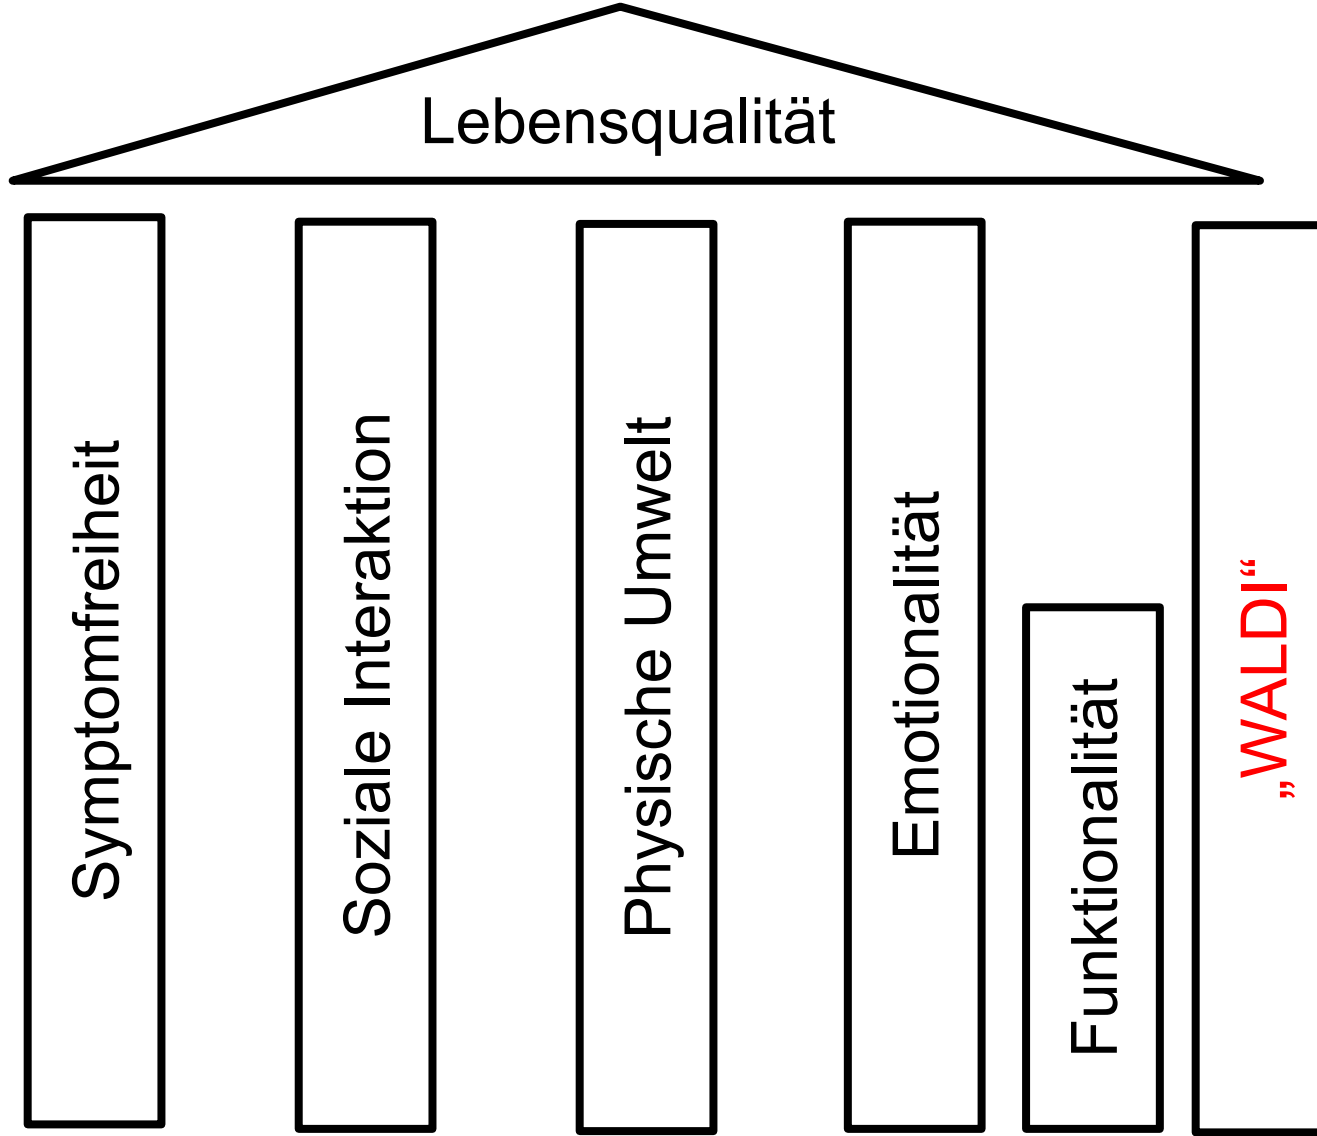 Lebensqualität
Symptomfreiheit
Soziale Interaktion
Physische Umwelt
Emotionalität
Funktionalität
„WALDI“